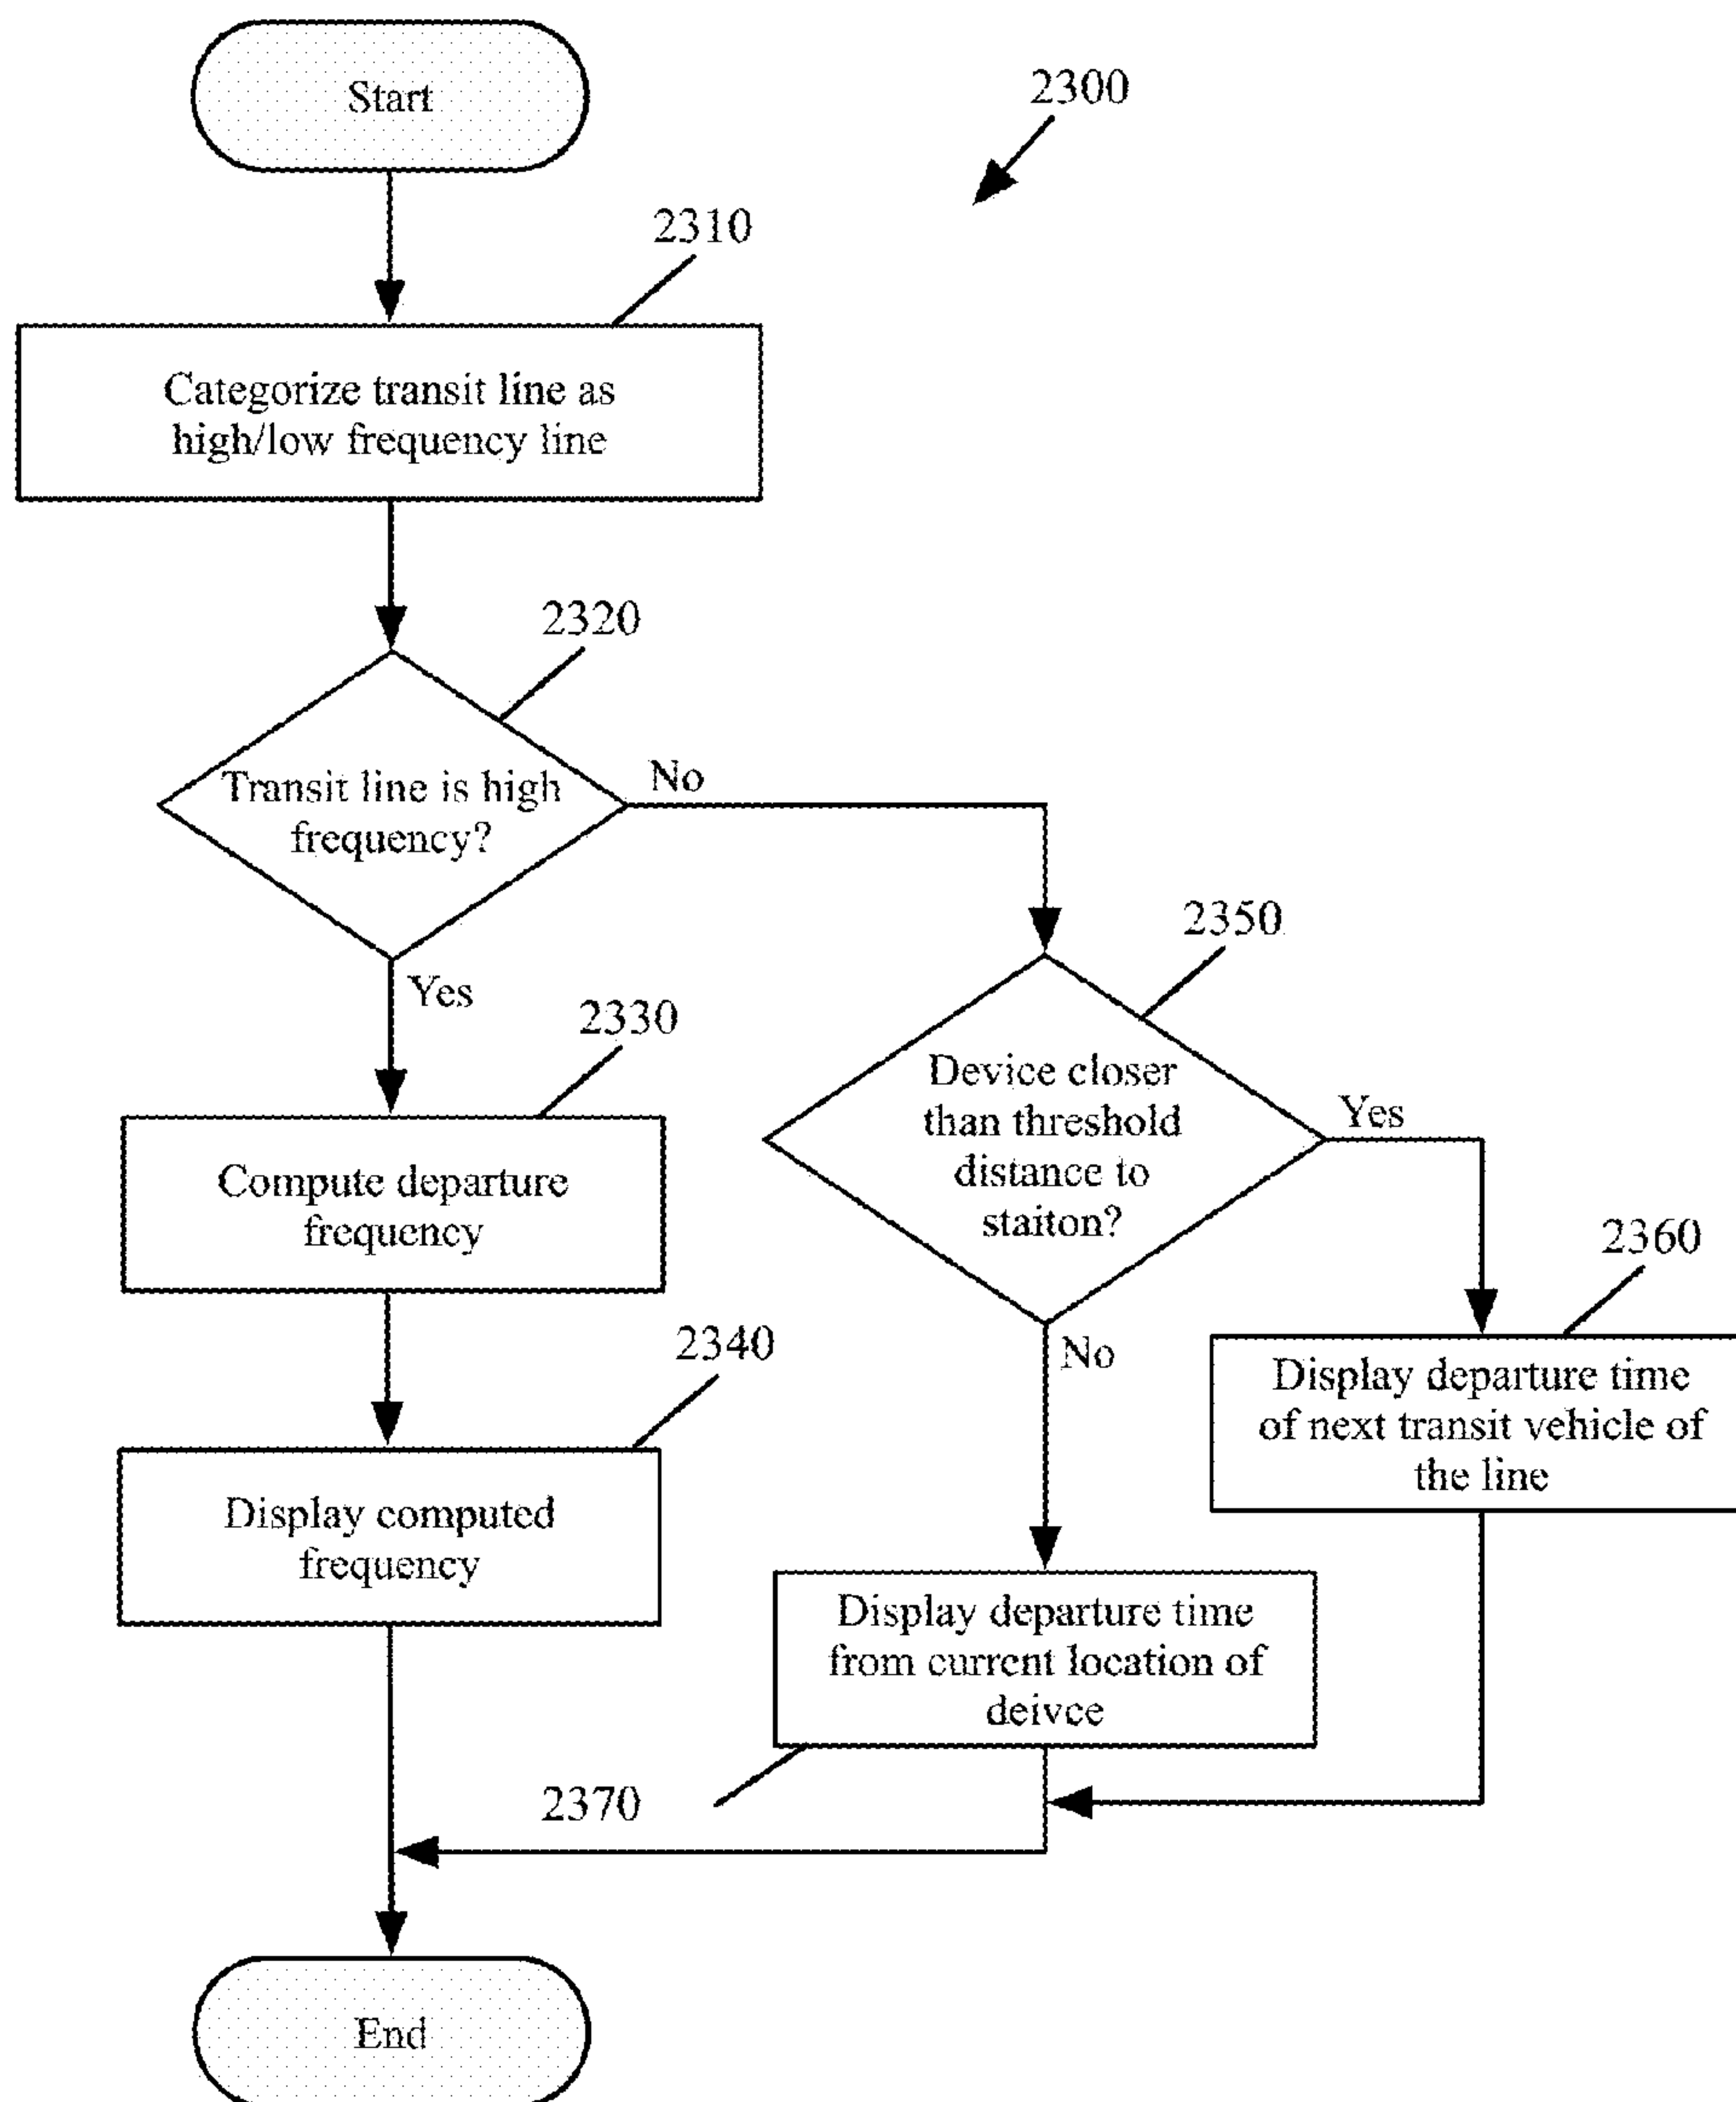 Start
2300
2310
Categorize transit line as
high/low frequency line
2320
Transit line is high
frequency?
No
Yes
2350
Device closer
than threshold
distance to
staiton?
Yes
No
2330
Compute departure
frequency
2360
Display departure time
of next transit vehicle of
the line
2340
Display computed
frequency
Display departure time
from current location of
deivce
2370
End